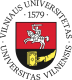 VILNIAUS UNIVERSITETAS
· 1579 ·
UNIVERSITAS VILNENSIS